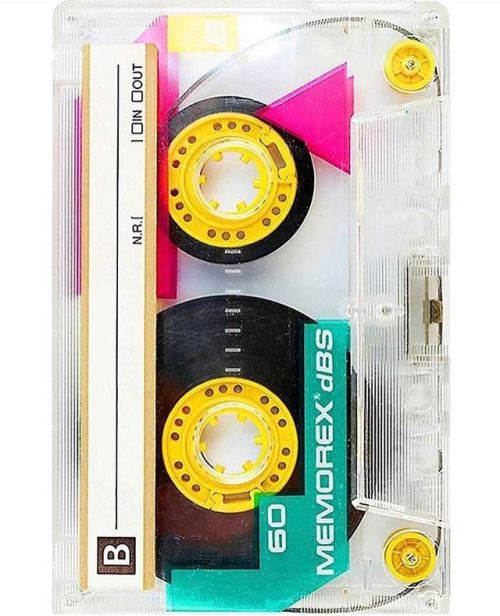 B
N.R.[ ] □IN □OUT
60
MEMOREX dBS